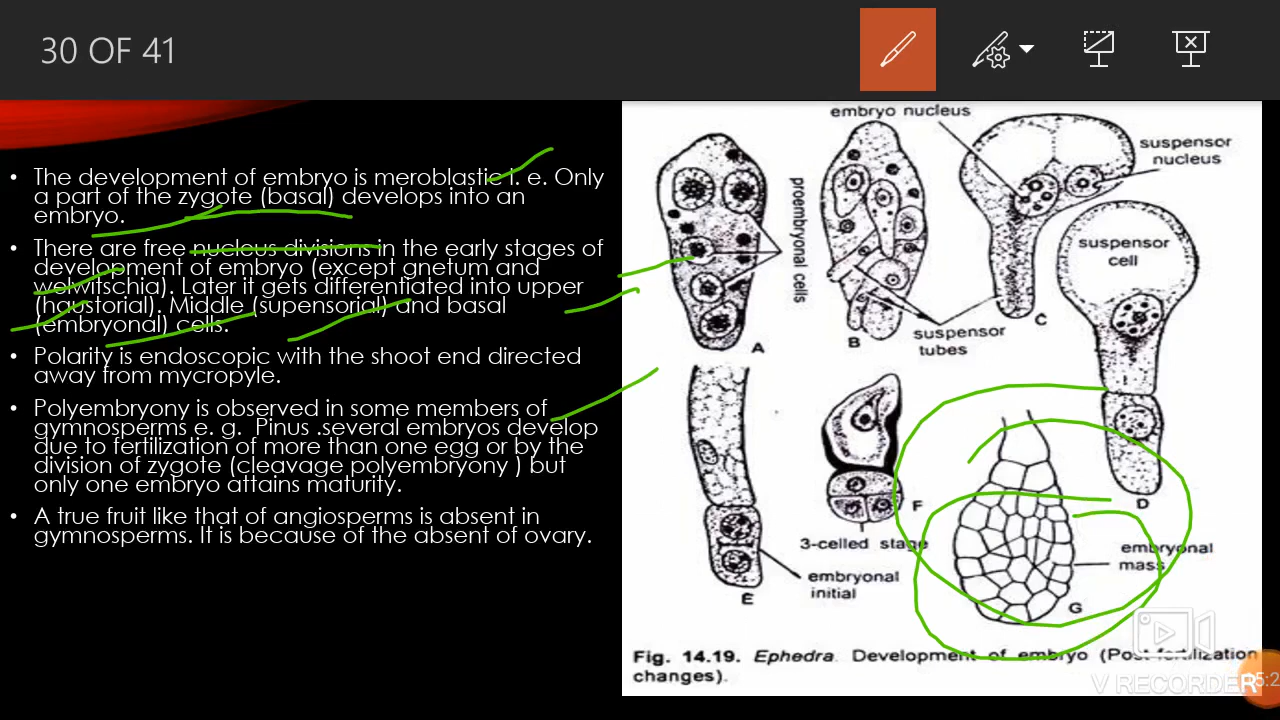 30 OF 41
• The development of embryo is meroblastic i. e. Only
a part of the zygote (basal) develops into an
embryo.
• There are free nucleus divisions in the early stages of
development of embryo (except gnetum and
welwitschia). Later it gets differentiated into upper
(haustorial). Middle (supensorial) and basal
(embryonal) cells.
• Polarity is endoscopic with the shoot end directed
away from mycropyle.
• Polyembryony is observed in some members of
gymnosperms e. g. Pinus .several embryos develop
due to fertilization of more than one egg or by the
division of zygote (cleavage polyembryony ) but
only one embryo attains maturity.
• A true fruit like that of angiosperms is absent in
gymnosperms. It is because of the absent of ovary.
embryo nucleus
suspensor
nucleus
proembryonal cells
suspensor
cell
suspensor
tubes
A
B
C
D
3-celled stage
F
embryonal
initial
E
embryonal
mass
G
Fig. 14.19. Ephedra. Development of embryo (Post-fertilization
changes).
V RECORDER